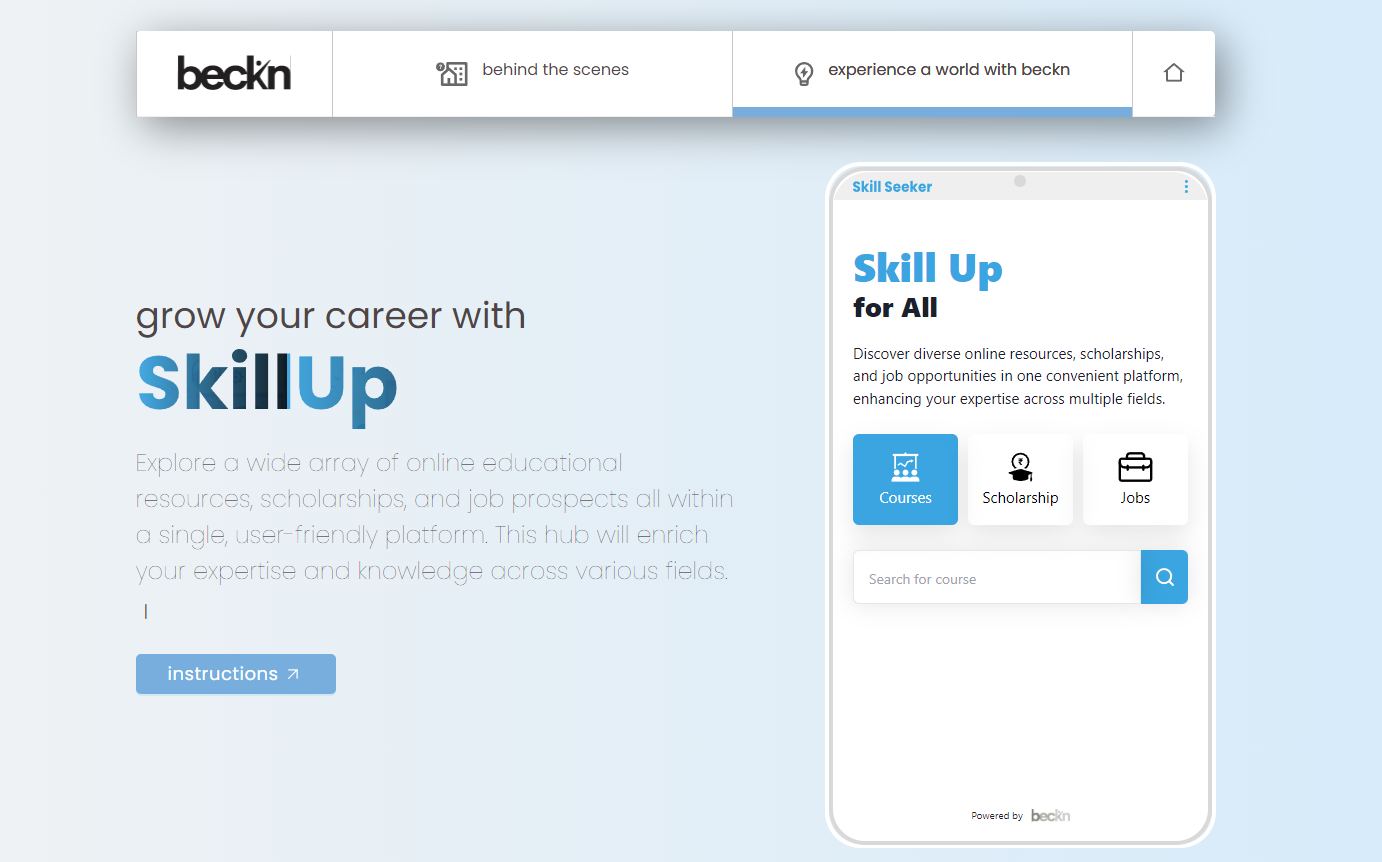 beckn
behind the scenes
experience a world with beckn
grow your career with
SkillUp
Explore a wide array of online educational
resources, scholarships, and job prospects all within
a single, user-friendly platform. This hub will enrich
your expertise and knowledge across various fields.
instructions
Skill Seeker
Skill Up
for All
Discover diverse online resources, scholarships,
and job opportunities in one convenient platform,
enhancing your expertise across multiple fields.
Courses
Scholarship
Jobs
Search for course
Powered by beckn